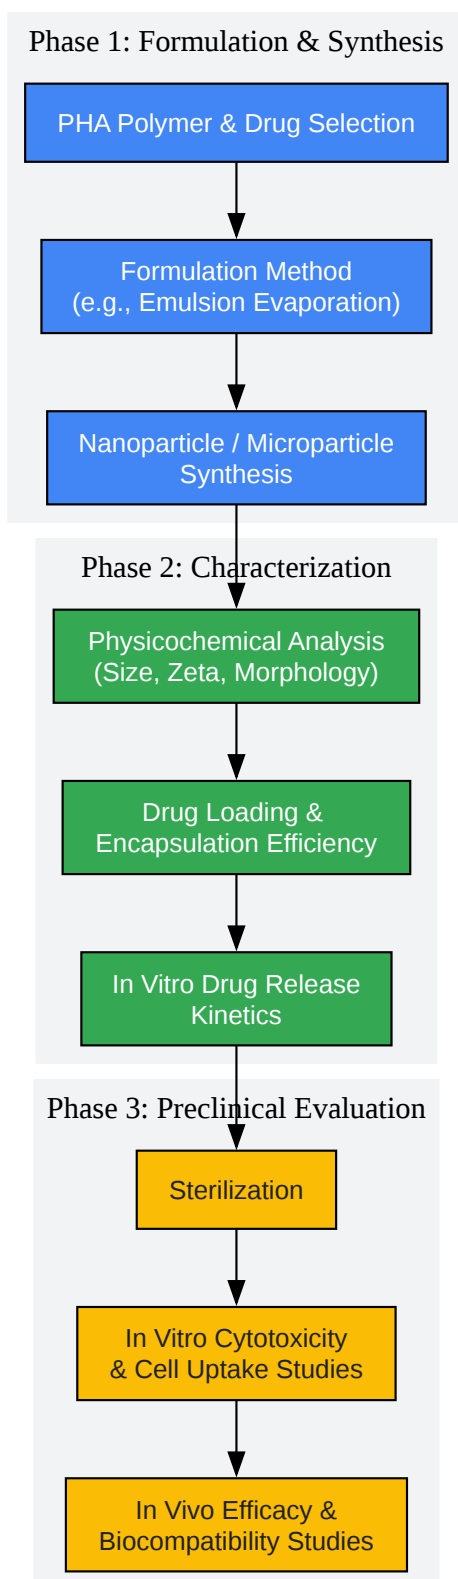 Phase 1: Formulation & Synthesis
PHA Polymer & Drug Selection
Formulation Method
(e.g., Emulsion Evaporation)
Nanoparticle / Microparticle
Synthesis
Phase 2: Characterization
Physicochemical Analysis
(Size, Zeta, Morphology)
Drug Loading &
Encapsulation Efficiency
In Vitro Drug Release
Kinetics
Phase 3: Preclinical Evaluation
Sterilization
In Vitro Cytotoxicity
& Cell Uptake Studies
In Vivo Efficacy &
Biocompatibility Studies